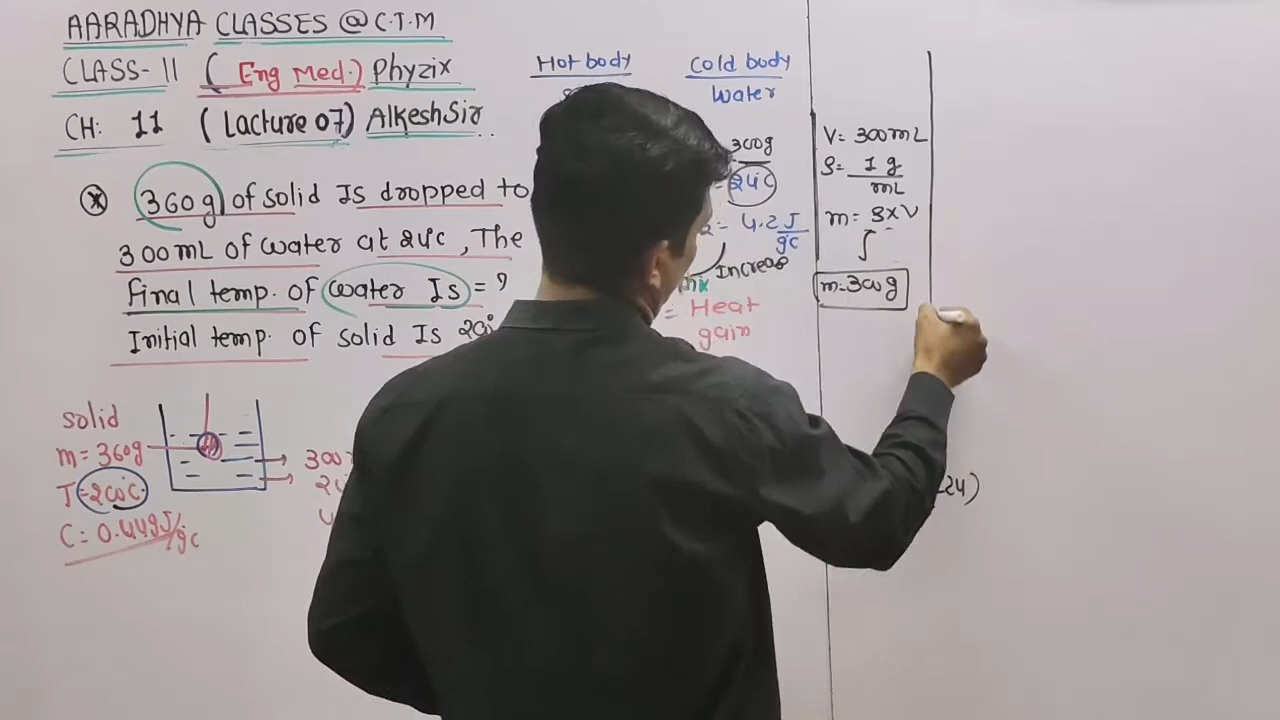 AARADHYA CLASSES @ C.T.M
CLASS- 11 ( Eng Med.) Phyzix
CH: 11 ( Lacture 07) AlkeshSir
(*) 360g of solid Is dropped to
300mL of water at 24°C, The
final temp. of water Is = ?
Initial temp. of solid Is
solid
m= 360g
T=200°C
C= 0.449J/g°C
Hot body
Cold body
Water
300g
24°C
= 4.2 J/g°C
Increase
= Heat
gain
V= 300mL
ρ= 1 g/mL
m= ρxV
m=300g
-24)